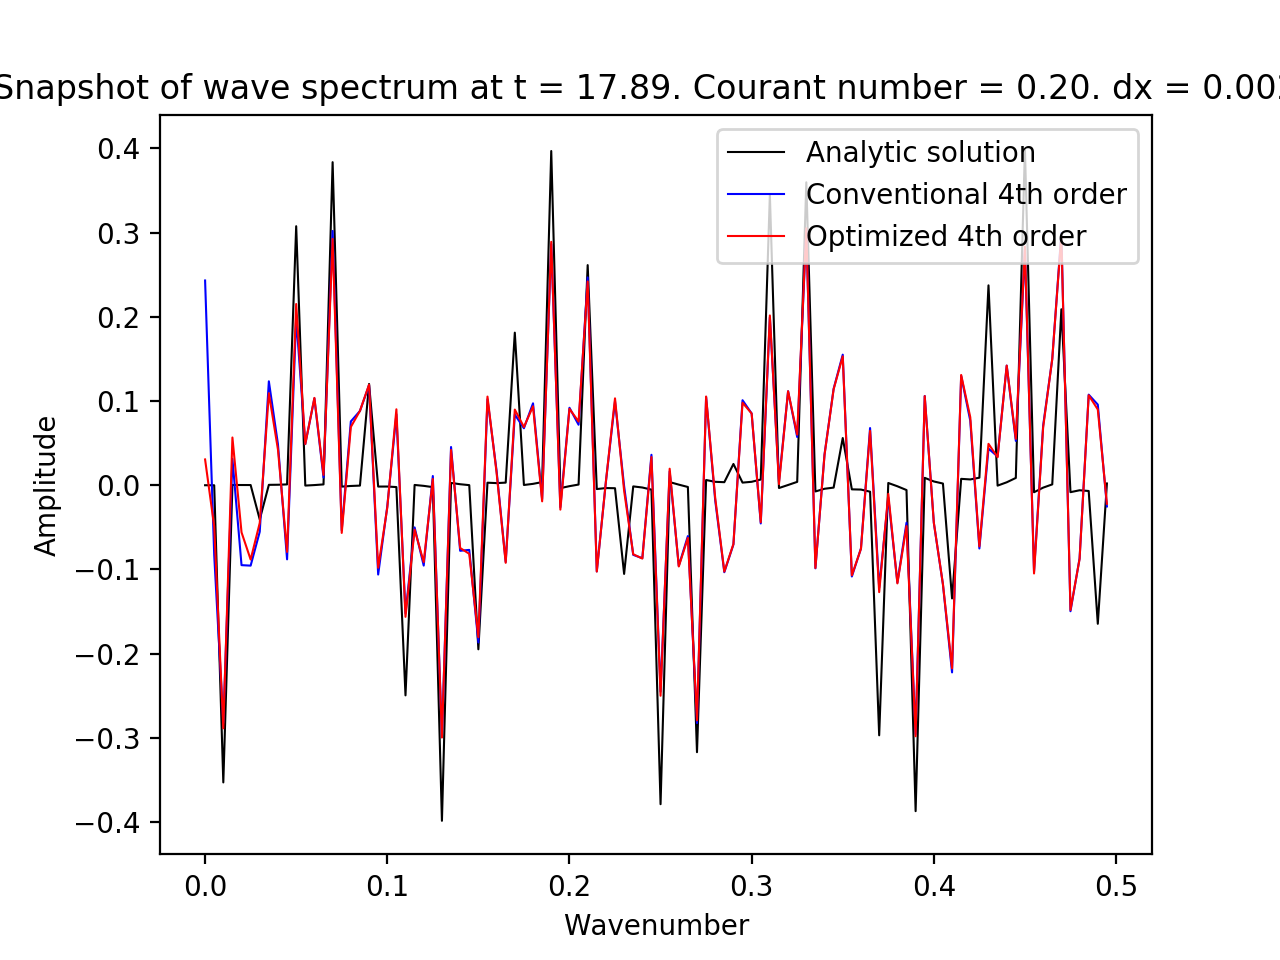 Snapshot of wave spectrum at t = 17.89. Courant number = 0.20. dx =
Analytic solution
Conventional 4th order
Optimized 4th order
0.4
0.3
0.2
0.1
0.0
−0.1
−0.2
−0.3
−0.4
Amplitude
0.0 0.1 0.2 0.3 0.4 0.5
Wavenumber